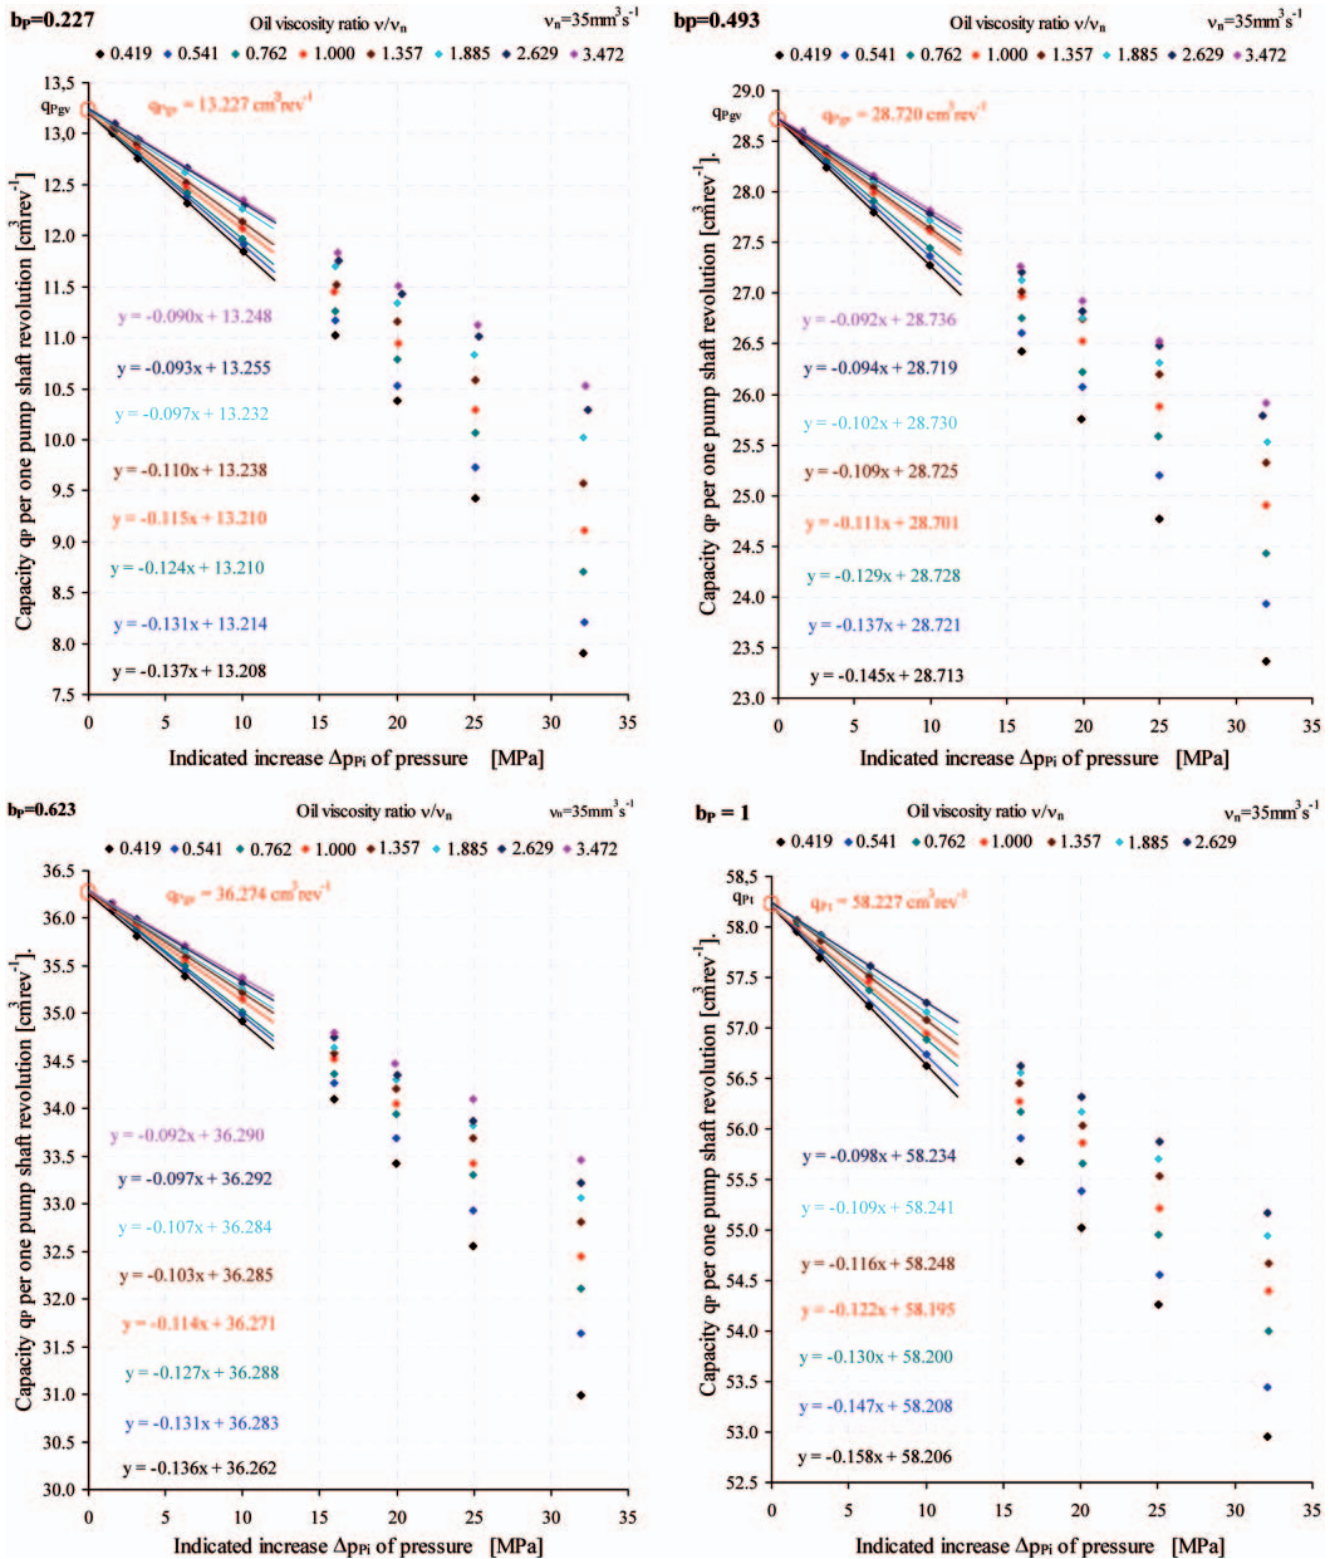 bP=0.227 Oil viscosity ratio ν/νn νn=35mm³s⁻¹
0.419 0.541 0.762 1.000 1.357 1.885 2.629 3.472
13,5
qPgv
qPgv = 13.227 cm³rev⁻¹
13,0
12.5
12.0
11.5
11.0
10.5
10.0
9.5
9.0
8.5
8.0
7.5
Capacity qP per one pump shaft revolution [cm³rev⁻¹]
y = -0.090x + 13.248
y = -0.093x + 13.255
y = -0.097x + 13.232
y = -0.110x + 13.238
y = -0.115x + 13.210
y = -0.124x + 13.210
y = -0.131x + 13.214
y = -0.137x + 13.208
0 5 10 15 20 25 30 35
Indicated increase ΔpPi of pressure [MPa]
bp=0.493 Oil viscosity ratio ν/νn νn=35mm³s⁻¹
0.419 0.541 0.762 1.000 1.357 1.885 2.629 3.472
29.0
qPgv
qPgv = 28.720 cm³rev⁻¹
28.5
28.0
27.5
27.0
26.5
26.0
25.5
25.0
24.5
24.0
23.5
23.0
Capacity qP per one pump shaft revolution [cm³rev⁻¹].
y = -0.092x + 28.736
y = -0.094x + 28.719
y = -0.102x + 28.730
y = -0.109x + 28.725
y = -0.111x + 28.701
y = -0.129x + 28.728
y = -0.137x + 28.721
y = -0.145x + 28.713
0 5 10 15 20 25 30 35
Indicated increase ΔpPi of pressure [MPa]
bP=0.623 Oil viscosity ratio ν/νn νn=35mm³s⁻¹
0.419 0.541 0.762 1.000 1.357 1.885 2.629 3.472
36.5
qPgv
qPgv = 36.274 cm³rev⁻¹
36.0
35.5
35.0
34.5
34.0
33.5
33.0
32.5
32.0
31.5
31.0
30.5
30.0
Capacity qP per one pump shaft revolution [cm³rev⁻¹].
y = -0.092x + 36.290
y = -0.097x + 36.292
y = -0.107x + 36.284
y = -0.103x + 36.285
y = -0.114x + 36.271
y = -0.127x + 36.288
y = -0.131x + 36.283
y = -0.136x + 36.262
0 5 10 15 20 25 30 35
Indicated increase ΔpPi of pressure [MPa]
bP = 1 Oil viscosity ratio ν/νn νn=35mm³s⁻¹
0.419 0.541 0.762 1.000 1.357 1.885 2.629
58,5
qPt
qPt = 58.227 cm³rev⁻¹
58.0
57.5
57.0
56.5
56.0
55.5
55.0
54.5
54.0
53.5
53.0
52.5
Capacity qP per one pump shaft revolution [cm³rev⁻¹].
y = -0.098x + 58.234
y = -0.109x + 58.241
y = -0.116x + 58.248
y = -0.122x + 58.195
y = -0.130x + 58.200
y = -0.147x + 58.208
y = -0.158x + 58.206
0 5 10 15 20 25 30 35
Indicated increase ΔpPi of pressure [MPa]